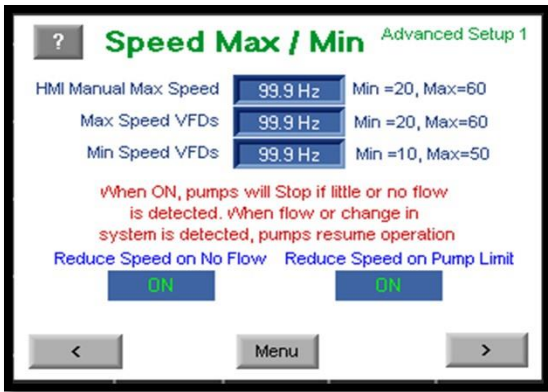 ?
Speed Max / Min
Advanced Setup 1
HMI Manual Max Speed 99.9 Hz Min =20, Max=60
Max Speed VFDs 99.9 Hz Min =20, Max=60
Min Speed VFDs 99.9 Hz Min =10, Max=50
When ON, pumps will Stop if little or no flow
is detected. When flow or change in
system is detected, pumps resume operation
Reduce Speed on No Flow Reduce Speed on Pump Limit
ON ON
< Menu >